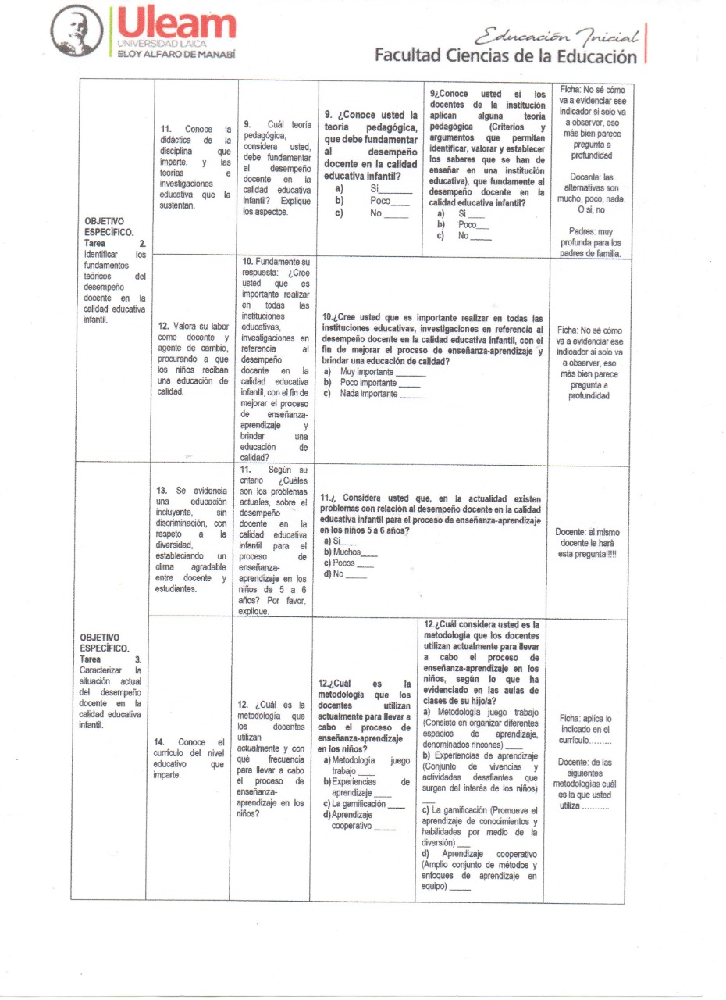 Uleam
UNIVERSIDAD LAICA
ELOY ALFARO DE MANABÍ
Educación Inicial
Facultad Ciencias de la Educación
OBJETIVO
ESPECÍFICO.
Tarea 2.
Identificar los
fundamentos
teóricos del
desempeño
docente en la
calidad educativa
infantil.
11. Conoce la
didáctica de la
disciplina que
imparte, y las
teorías e
investigaciones
educativa que la
sustentan.
9. Cuál teoría
pedagógica,
considera usted,
debe fundamentar
al desempeño
docente en la
calidad educativa
infantil? Explique
los aspectos.
9. ¿Conoce usted la
teoría pedagógica,
que debe fundamentar
al desempeño
docente en la calidad
educativa infantil?
a) Si_______
b) Poco____
c) No _____
9¿Conoce usted si los
docentes de la institución
aplican alguna teoría
pedagógica (Criterios y
argumentos que permitan
identificar, valorar y establecer
los saberes que se han de
enseñar en una institución
educativa), que fundamente al
desempeño docente en la
calidad educativa infantil?
a) Si ____
b) Poco___
c) No _____
Ficha: No sé cómo
va a evidenciar ese
indicador si solo va
a observer, eso
más bien parece
pregunta a
profundidad
Docente: las
alternativas son
mucho, poco, nada.
O sí, no
Padres: muy
profunda para los
padres de familia.
12. Valora su labor
como docente y
agente de cambio,
procurando a que
los niños reciban
una educación de
calidad.
10. Fundamente su
respuesta: ¿Cree
usted que es
importante realizar
en todas las
instituciones
educativas,
investigaciones en
referencia al
desempeño
docente en la
calidad educativa
infantil, con el fin de
mejorar el proceso
de enseñanza-
aprendizaje y
brindar una
educación de
calidad?
10.¿Cree usted que es importante realizar en todas las
instituciones educativas, investigaciones en referencia al
desempeño docente en la calidad educativa infantil, con el
fin de mejorar el proceso de enseñanza-aprendizaje y
brindar una educación de calidad?
a) Muy importante _______
b) Poco importante _____
c) Nada importante ______
Ficha: No sé cómo
va a evidenciar ese
indicador si solo va
a observer, eso
más bien parece
pregunta a
profundidad
OBJETIVO
ESPECÍFICO.
Tarea 3.
Caracterizar la
situación actual
del desempeño
docente en la
calidad educativa
infantil.
13. Se evidencia
una educación
incluyente, sin
discriminación, con
respeto a la
diversidad,
estableciendo un
clima agradable
entre docente y
estudiantes.
11. Según su
criterio ¿Cuáles
son los problemas
actuales, sobre el
desempeño
docente en la
calidad educativa
infantil para el
proceso de
enseñanza-
aprendizaje en los
niños de 5 a 6
años? Por favor,
explique.
11.¿ Considera usted que, en la actualidad existen
problemas con relación al desempeño docente en la calidad
educativa infantil para el proceso de enseñanza-aprendizaje
en los niños 5 a 6 años?
a) Si____
b) Muchos____
c) Pocos ____
d) No _____
Docente: al mismo
docente le hará
esta pregunta!!!!!
14. Conoce el
currículo del nivel
educativo que
imparte.
12. ¿Cuál es la
metodología que
los docentes
utilizan
actualmente y con
qué frecuencia
para llevar a cabo
el proceso de
enseñanza-
aprendizaje en los
niños?
12.¿Cuál es la
metodología que los
docentes utilizan
actualmente para llevar a
cabo el proceso de
enseñanza-aprendizaje
en los niños?
a) Metodología juego
trabajo ____
b) Experiencias de
aprendizaje ____
c) La gamificación ____
d) Aprendizaje
cooperativo _____
12.¿Cuál considera usted es la
metodología que los docentes
utilizan actualmente para llevar
a cabo el proceso de
enseñanza-aprendizaje en los
niños, según lo que ha
evidenciado en las aulas de
clases de su hijo/a?
a) Metodología juego trabajo
(Consiste en organizar diferentes
espacios de aprendizaje,
denominados rincones) ____
b) Experiencias de aprendizaje
(Conjunto de vivencias y
actividades desafiantes que
surgen del interés de los niños)
___
c) La gamificación (Promueve el
aprendizaje de conocimientos y
habilidades por medio de la
diversión) ___
d) Aprendizaje cooperativo
(Amplio conjunto de métodos y
enfoques de aprendizaje en
equipo) _____
Ficha: aplica lo
indicado en el
currículo.........
Docente: de las
siguientes
metodologías cuál
es la que usted
utiliza ...........